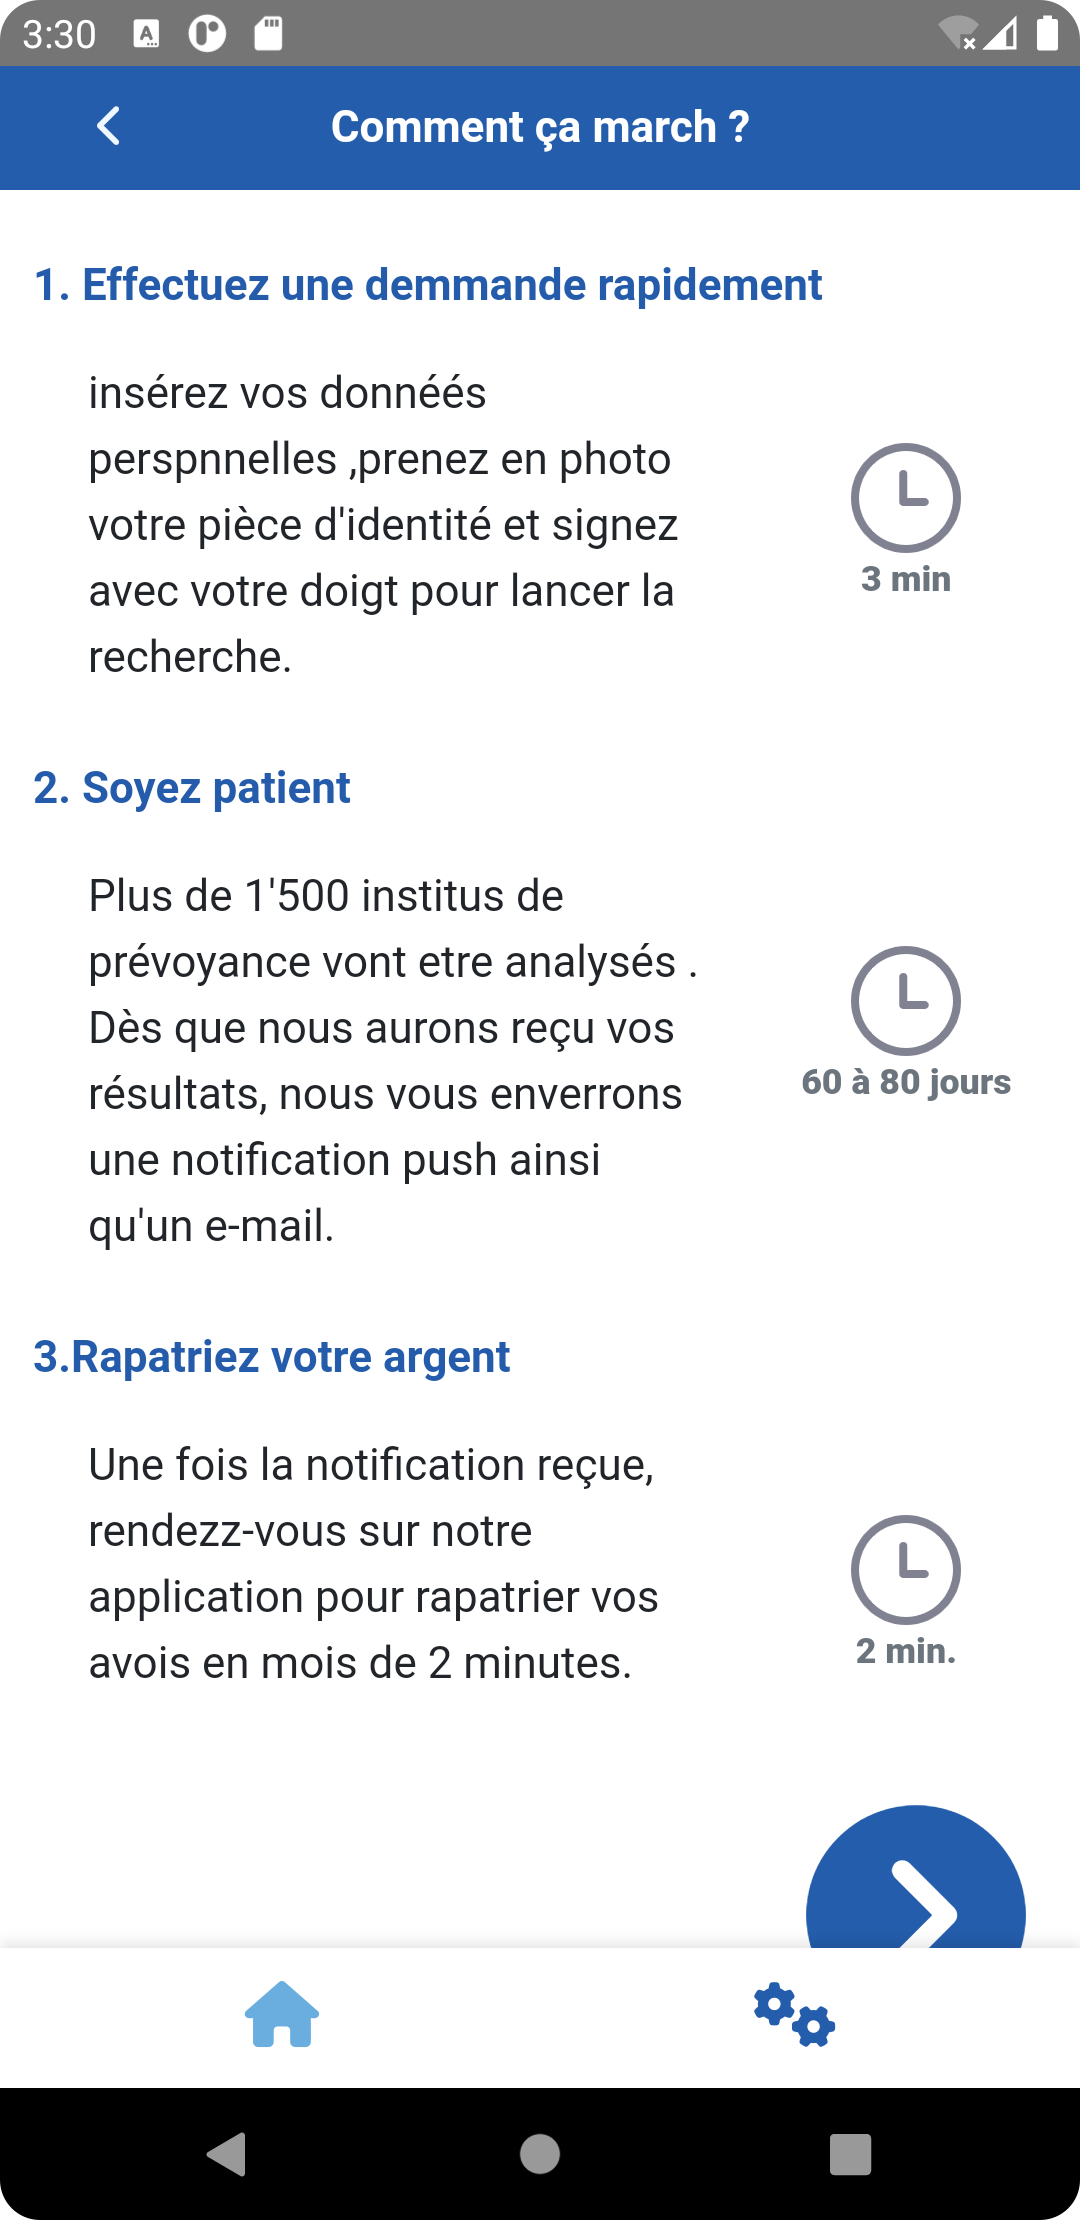 3:30
Comment ça march ?
1. Effectuez une demmande rapidement
insérez vos donnéés
perspnnelles ,prenez en photo
votre pièce d'identité et signez
avec votre doigt pour lancer la
recherche.
3 min
2. Soyez patient
Plus de 1'500 institus de
prévoyance vont etre analysés .
Dès que nous aurons reçu vos
résultats, nous vous enverrons
une notification push ainsi
qu'un e-mail.
60 à 80 jours
3.Rapatriez votre argent
Une fois la notification reçue,
rendezz-vous sur notre
application pour rapatrier vos
avois en mois de 2 minutes.
2 min.